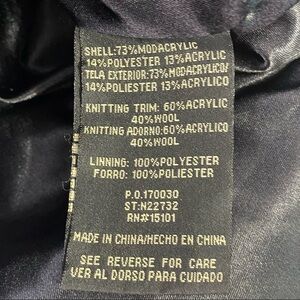 SHELL:73%MODACRYLIC
14%POLYESTER 13%ACRYLIC
TELA EXTERIOR:73%MODACRYLICO/
14%POLIESTER 13%ACRYLIC
KNITTING TRIM: 60%ACRYLIC
40%WOOL
KNITTING ADORNO:60%ACRYLICO
40%WOOL
LINNING: 100%POLYESTER
FORRO: 100%POLIESTER
P.O.170030
ST:N22732
RN#15101
MADE IN CHINA/HECHO EN CHINA
SEE REVERSE FOR CARE
VER AL DORSO PARA CUIDADO